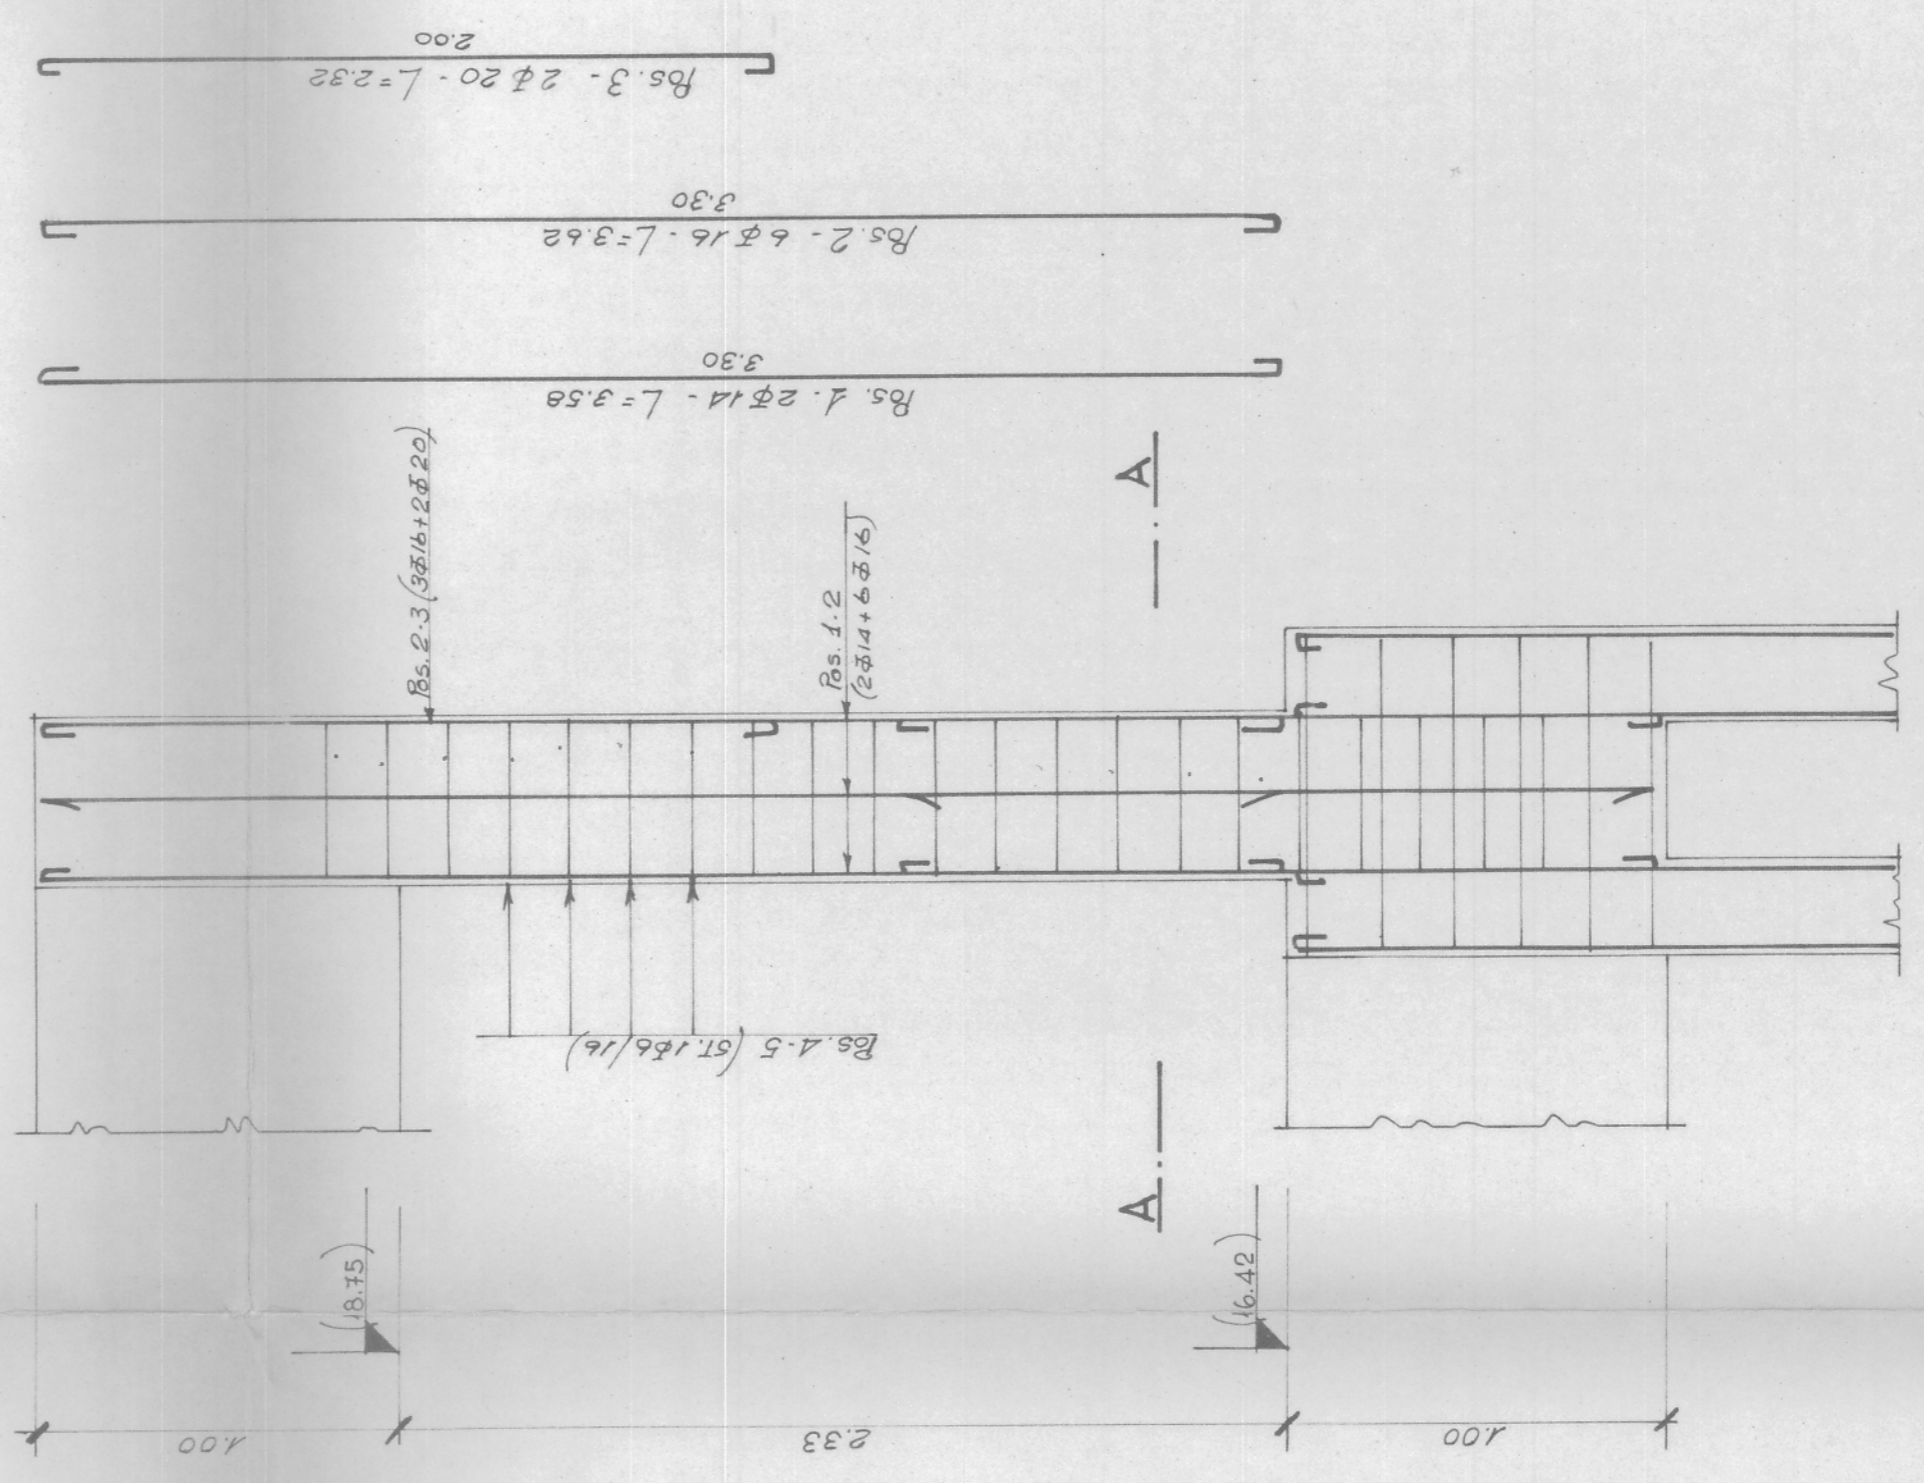 2.00
Pos. 3 - 2Φ20 - L=2.32
3.30
Pos. 2 - 6Φ16 - L=3.62
3.30
Pos. 1 - 2Φ14 - L=3.58
Pos. 2-3 (3Φ16+2Φ20)
Pos. 1.2
(2Φ14+6Φ16)
A
Pos. 4-5 (ST. 1Φ6/16)
A
(18.75)
(16.42)
1.00
2.33
1.00